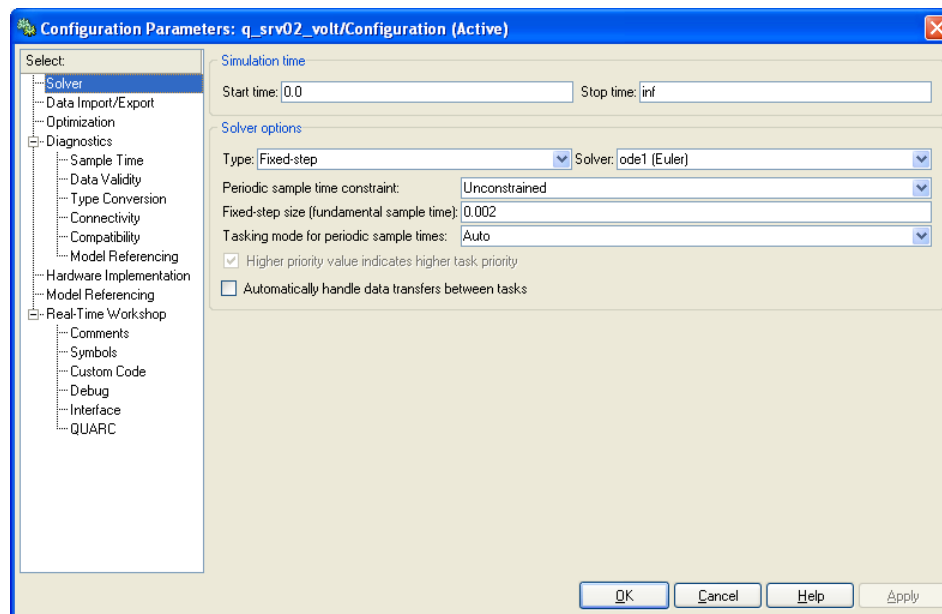 Configuration Parameters: q_srv02_volt/Configuration (Active)
Select:
Solver
Data Import/Export
Optimization
Diagnostics
Sample Time
Data Validity
Type Conversion
Connectivity
Compatibility
Model Referencing
Hardware Implementation
Model Referencing
Real-Time Workshop
Comments
Symbols
Custom Code
Debug
Interface
QUARC
Simulation time
Start time: 0.0 Stop time: inf
Solver options
Type: Fixed-step Solver: ode1 (Euler)
Periodic sample time constraint: Unconstrained
Fixed-step size (fundamental sample time): 0.002
Tasking mode for periodic sample times: Auto
Higher priority value indicates higher task priority
Automatically handle data transfers between tasks
OK Cancel Help Apply